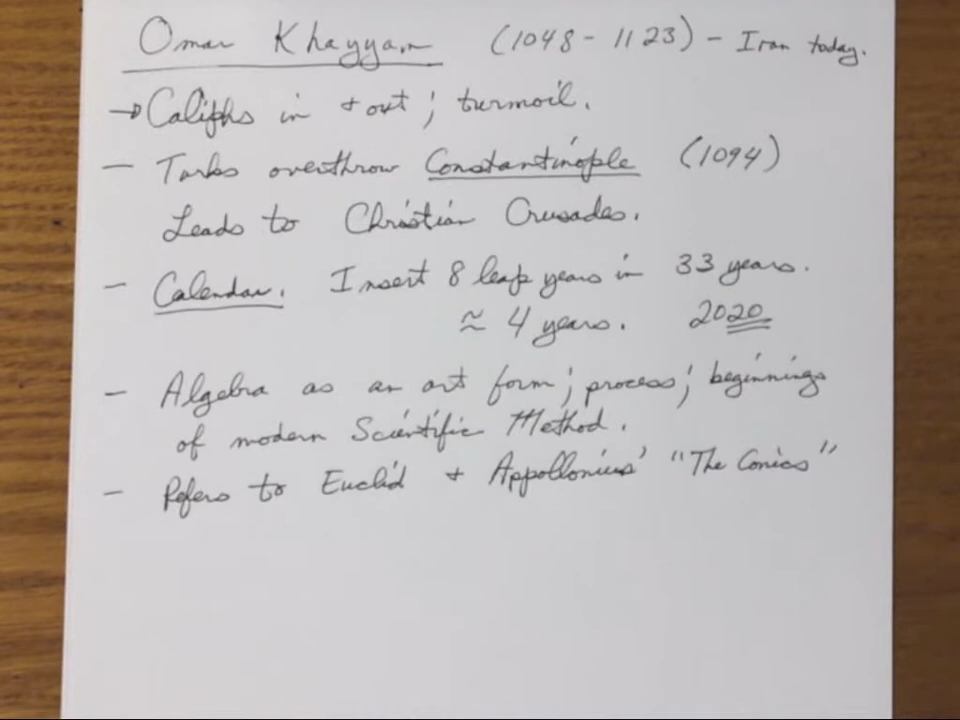 Omar Khayyam (1048 - 1123) - Iran today.
→ Caliphs in + out ; turmoil.
- Turks overthrow Constantinople (1094)
Leads to Christian Crusades.
- Calendar. Insert 8 leap years in 33 years.
≈ 4 years. 2020
- Algebra as an art form ; process ; beginnings
of modern Scientific Method.
- Refers to Euclid + Appollonius' "The Conics"